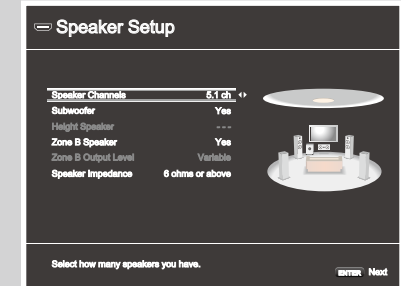 Speaker Setup
Speaker Channels 5.1 ch
Subwoofer Yes
Height Speaker - - -
Zone B Speaker Yes
Zone B Output Level Variable
Speaker Impedance 6 ohms or above
Select how many speakers you have.
ENTER Next